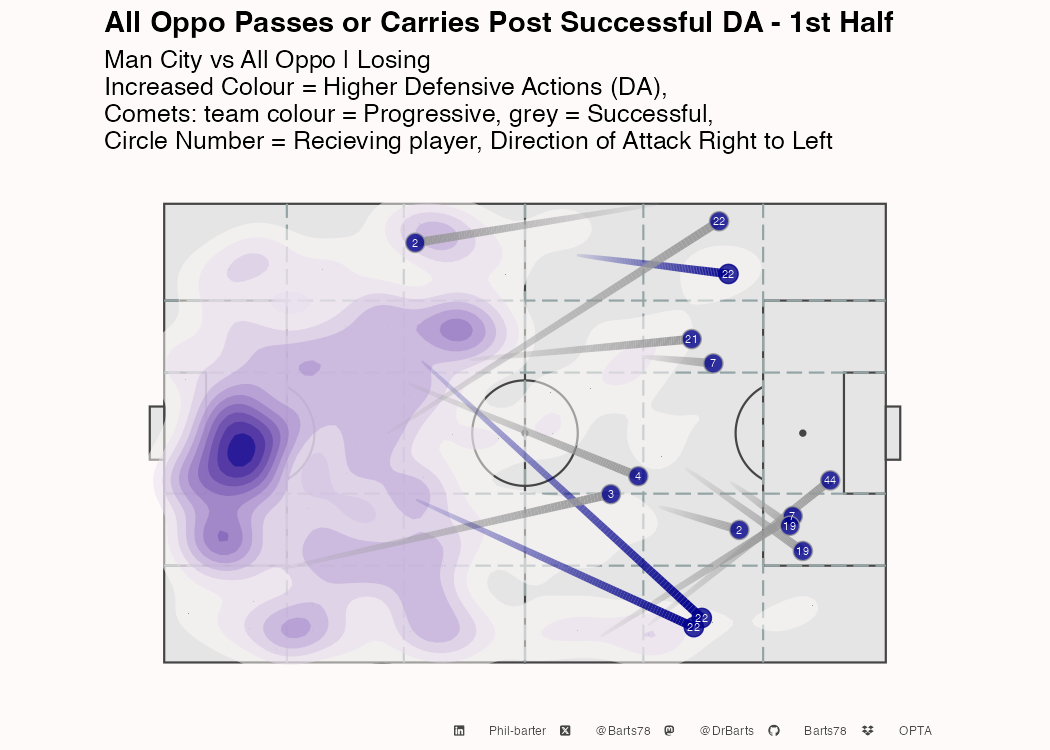 All Oppo Passes or Carries Post Successful DA - 1st Half
Man City vs All Oppo | Losing
Increased Colour = Higher Defensive Actions (DA),
Comets: team colour = Progressive, grey = Successful,
Circle Number = Recieving player, Direction of Attack Right to Left
22
2
22
21
7
4
44
3
7
19
2
19
22
22
Phil-barter @Barts78 @DrBarts Barts78 OPTA